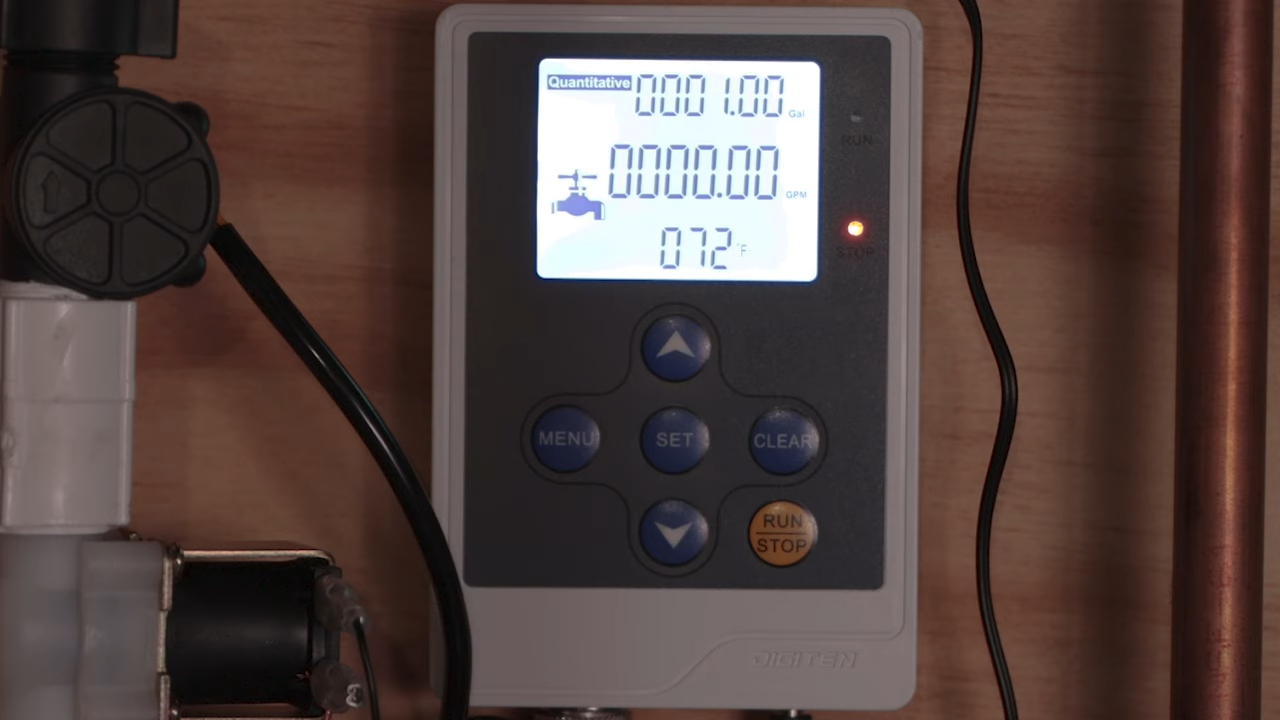 Quantitative 0001.00 Gal
0000.00 GPM
072 °F
RUN
STOP
MENU SET CLEAR
RUN
STOP
DIGITEN